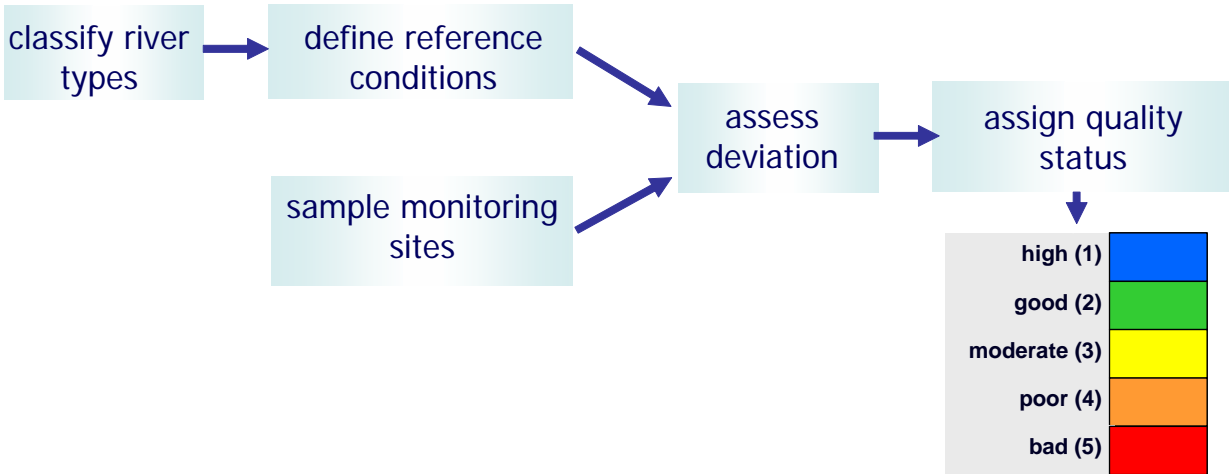 classify river
types
define reference
conditions
assess
deviation
assign quality
status
sample monitoring
sites
high (1)
good (2)
moderate (3)
poor (4)
bad (5)